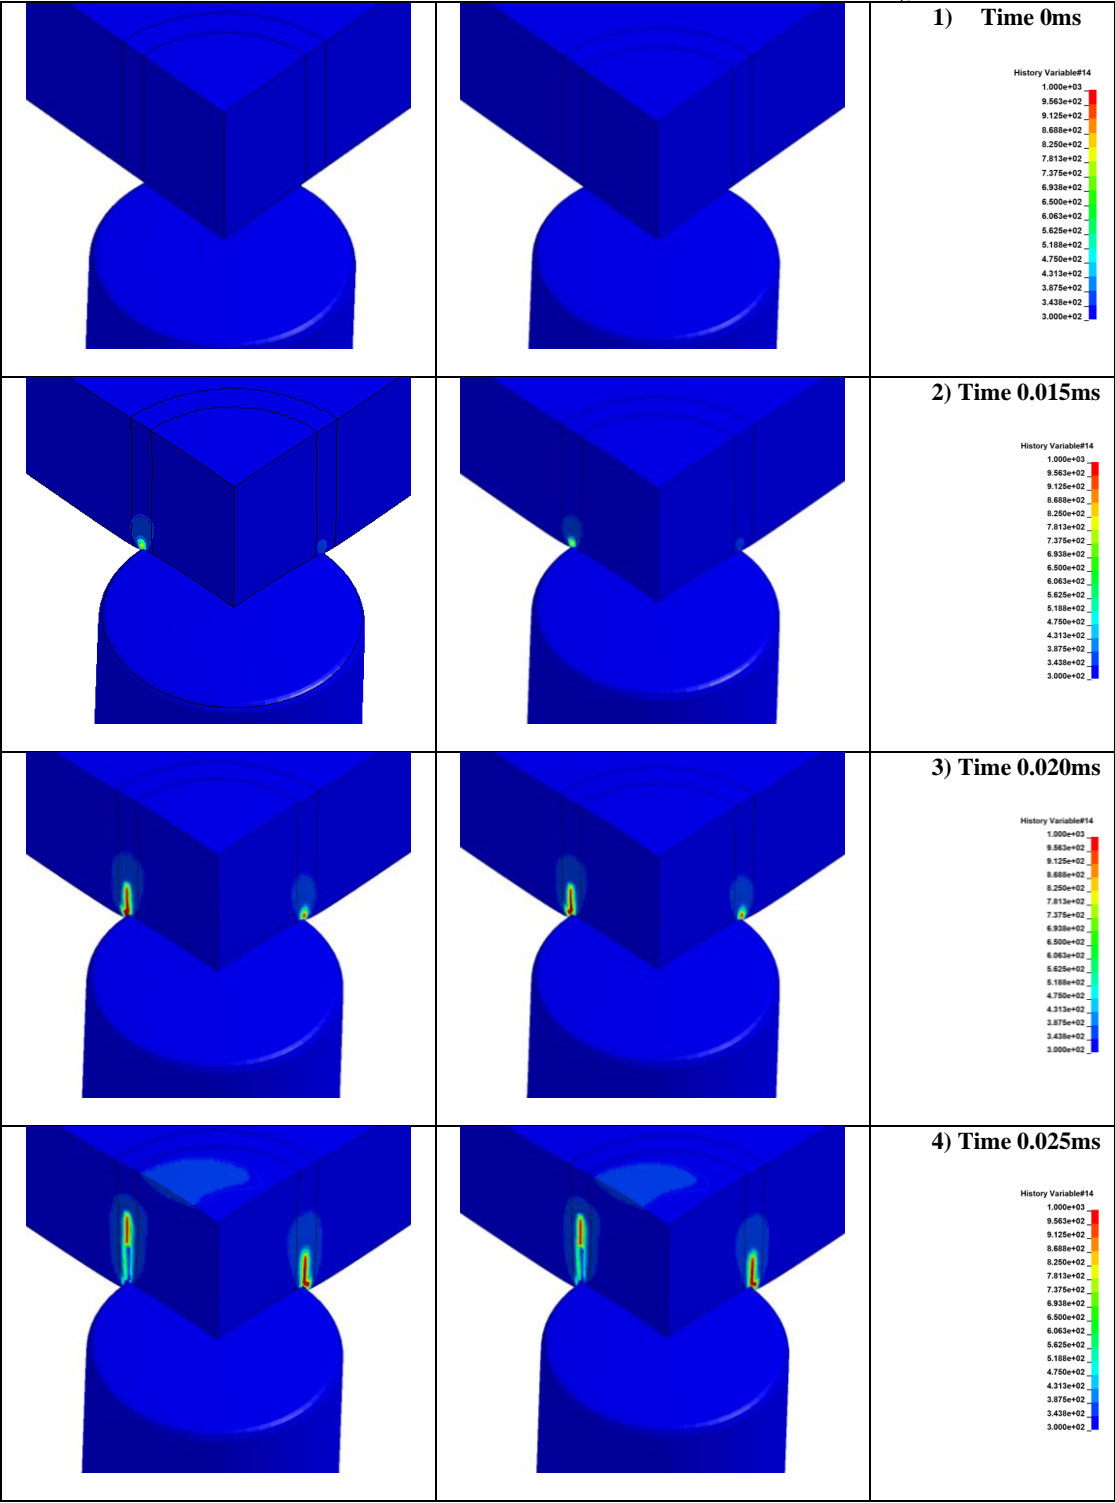 1) Time 0ms
History Variable#14
1.000e+03
9.563e+02
9.125e+02
8.688e+02
8.250e+02
7.813e+02
7.375e+02
6.938e+02
6.500e+02
6.063e+02
5.625e+02
5.188e+02
4.750e+02
4.313e+02
3.875e+02
3.438e+02
3.000e+02
2) Time 0.015ms
History Variable#14
1.000e+03
9.563e+02
9.125e+02
8.688e+02
8.250e+02
7.813e+02
7.375e+02
6.938e+02
6.500e+02
6.063e+02
5.625e+02
5.188e+02
4.750e+02
4.313e+02
3.875e+02
3.438e+02
3.000e+02
3) Time 0.020ms
History Variable#14
1.000e+03
9.563e+02
9.125e+02
8.688e+02
8.250e+02
7.813e+02
7.375e+02
6.938e+02
6.500e+02
6.063e+02
5.625e+02
5.188e+02
4.750e+02
4.313e+02
3.875e+02
3.438e+02
3.000e+02
4) Time 0.025ms
History Variable#14
1.000e+03
9.563e+02
9.125e+02
8.688e+02
8.250e+02
7.813e+02
7.375e+02
6.938e+02
6.500e+02
6.063e+02
5.625e+02
5.188e+02
4.750e+02
4.313e+02
3.875e+02
3.438e+02
3.000e+02